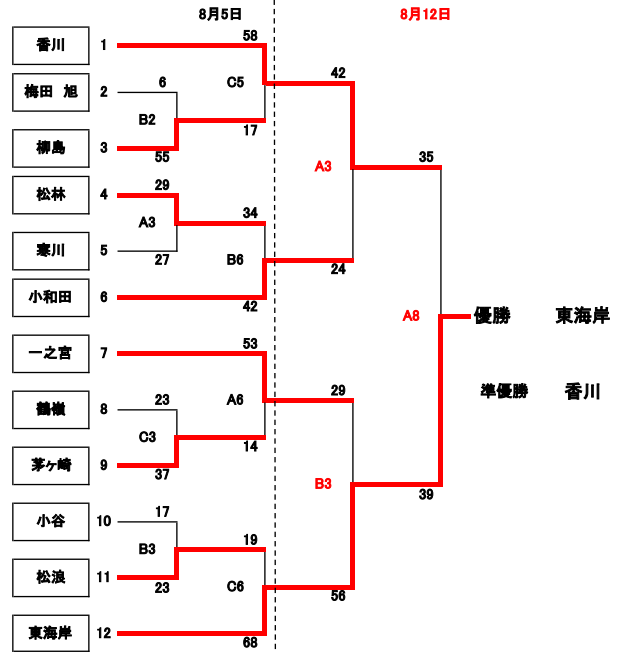 8月5日
8月12日
香川 1
58
42
C5
梅田 旭 2
6
B2
17
柳島 3
55
35
A3
松林 4
29
34
A3
寒川 5
27
B6
24
小和田 6
42
A8
優勝 東海岸
一之宮 7
53
29
準優勝 香川
鶴嶺 8
23
A6
C3
14
茅ヶ崎 9
37
B3
39
小谷 10
17
19
B3
松浪 11
23
C6
56
東海岸 12
68